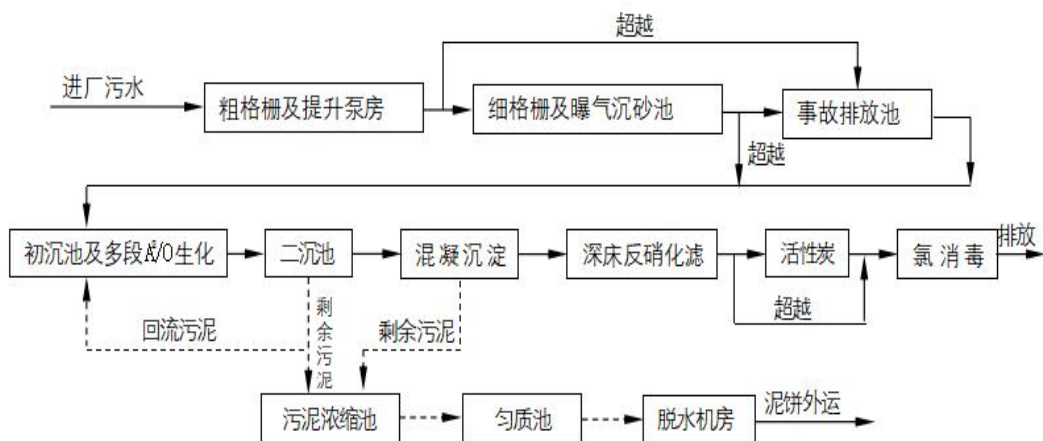 超越
进厂污水
粗格栅及提升泵房
细格栅及曝气沉砂池
事故排放池
超越
初沉池及多段A²/O生化
二沉池
混凝沉淀
深床反硝化滤
活性炭
氯消毒
排放
超越
回流污泥
剩余污泥
剩余污泥
污泥浓缩池
匀质池
脱水机房
泥饼外运